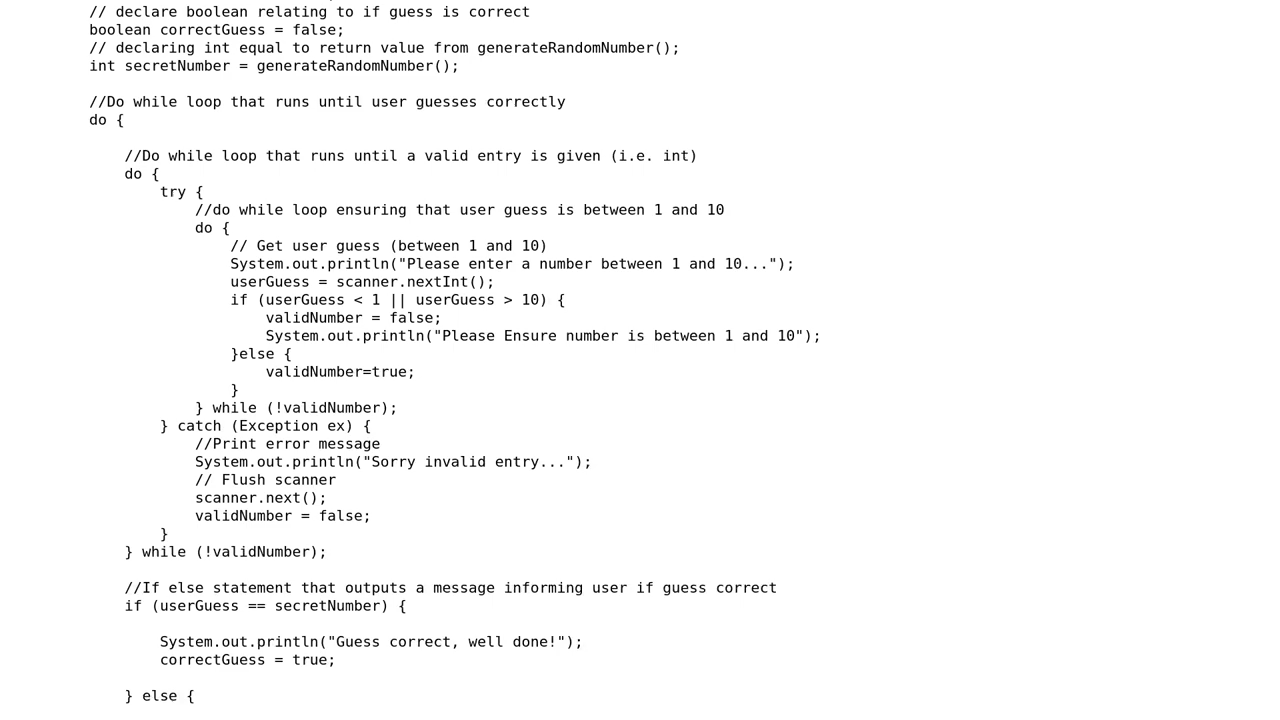 // declare boolean relating to if guess is correct
boolean correctGuess = false;
// declaring int equal to return value from generateRandomNumber();
int secretNumber = generateRandomNumber();
//Do while loop that runs until user guesses correctly
do {
//Do while loop that runs until a valid entry is given (i.e. int)
do {
try {
//do while loop ensuring that user guess is between 1 and 10
do {
// Get user guess (between 1 and 10)
System.out.println("Please enter a number between 1 and 10...");
userGuess = scanner.nextInt();
if (userGuess < 1 || userGuess > 10) {
validNumber = false;
System.out.println("Please Ensure number is between 1 and 10");
}else {
validNumber=true;
}
} while (!validNumber);
} catch (Exception ex) {
//Print error message
System.out.println("Sorry invalid entry...");
// Flush scanner
scanner.next();
validNumber = false;
}
} while (!validNumber);
//If else statement that outputs a message informing user if guess correct
if (userGuess == secretNumber) {
System.out.println("Guess correct, well done!");
correctGuess = true;
} else {